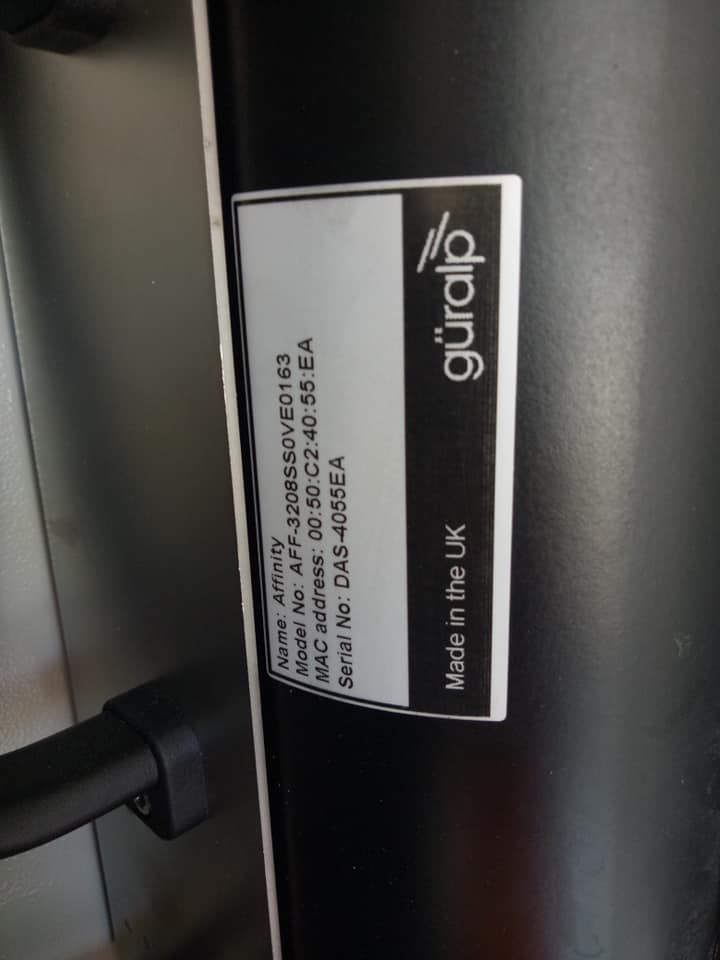 Name: Affinity
Model No: AFF-3208SS0VE0163
MAC address: 00:50:C2:40:55:EA
Serial No: DAS-4055EA
Made in the UK
güralp